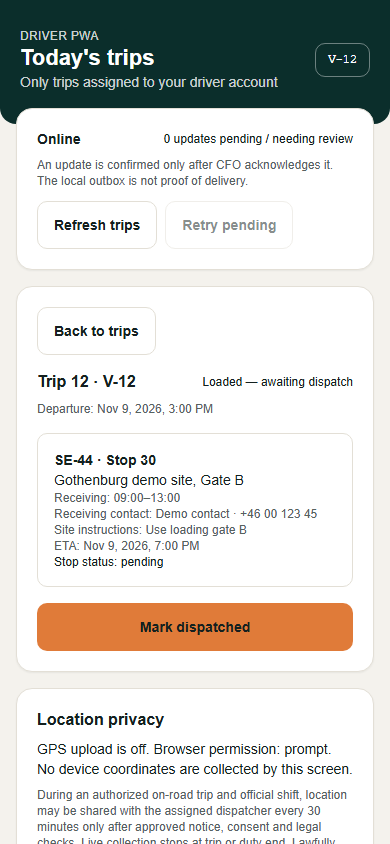 DRIVER PWA
Today's trips
V-12
Only trips assigned to your driver account
Online
0 updates pending / needing review
An update is confirmed only after CFO acknowledges it.
The local outbox is not proof of delivery.
Refresh trips
Retry pending
Back to trips
Trip 12 · V-12
Loaded — awaiting dispatch
Departure: Nov 9, 2026, 3:00 PM
SE-44 · Stop 30
Gothenburg demo site, Gate B
Receiving: 09:00–13:00
Receiving contact: Demo contact · +46 00 123 45
Site instructions: Use loading gate B
ETA: Nov 9, 2026, 7:00 PM
Stop status: pending
Mark dispatched
Location privacy
GPS upload is off. Browser permission: prompt.
No device coordinates are collected by this screen.
During an authorized on-road trip and official shift, location
may be shared with the assigned dispatcher every 30
minutes only after approved notice, consent and legal
checks. Live collection stops at trip or duty end. Lawfully